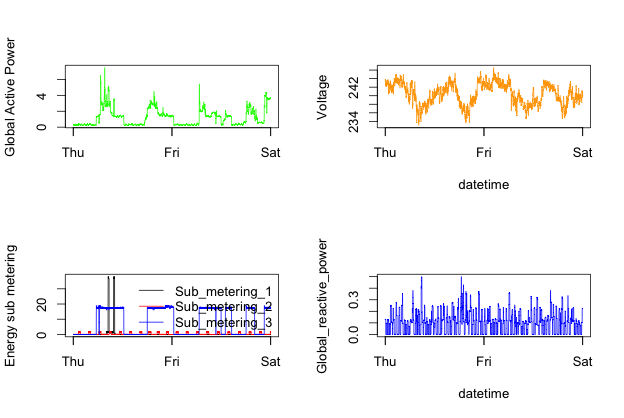 Global Active Power
0 4
Thu Fri Sat
Voltage
234 242
Thu Fri Sat
datetime
Energy sub metering
0 20
Sub_metering_1
Sub_metering_2
Sub_metering_3
Thu Fri Sat
Global_reactive_power
0.0 0.3
Thu Fri Sat
datetime